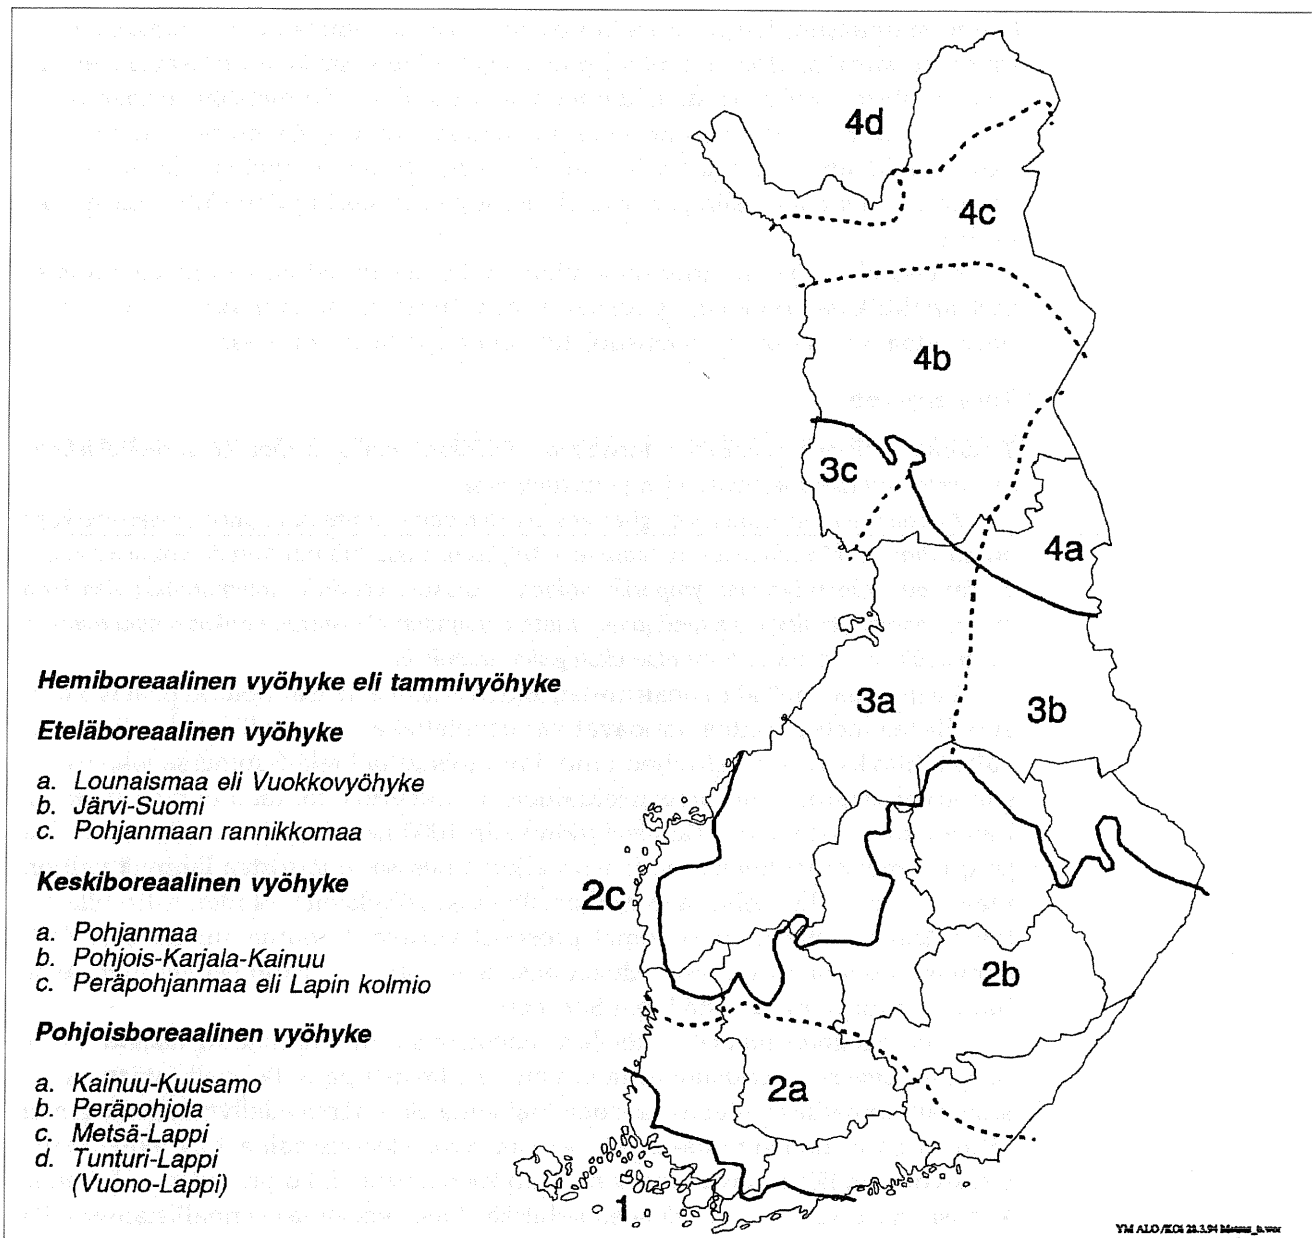 4d
4c
4b
3c
4a
3a
3b
2c
2b
2a
1
Hemiboreaalinen vyöhyke eli tammivyöhyke
Eteläboreaalinen vyöhyke
a. Lounaismaa eli Vuokkovyöhyke
b. Järvi-Suomi
c. Pohjanmaan rannikkomaa
Keskiboreaalinen vyöhyke
a. Pohjanmaa
b. Pohjois-Karjala-Kainuu
c. Peräpohjanmaa eli Lapin kolmio
Pohjoisboreaalinen vyöhyke
a. Kainuu-Kuusamo
b. Peräpohjola
c. Metsä-Lappi
d. Tunturi-Lappi
(Vuono-Lappi)
YM ALO